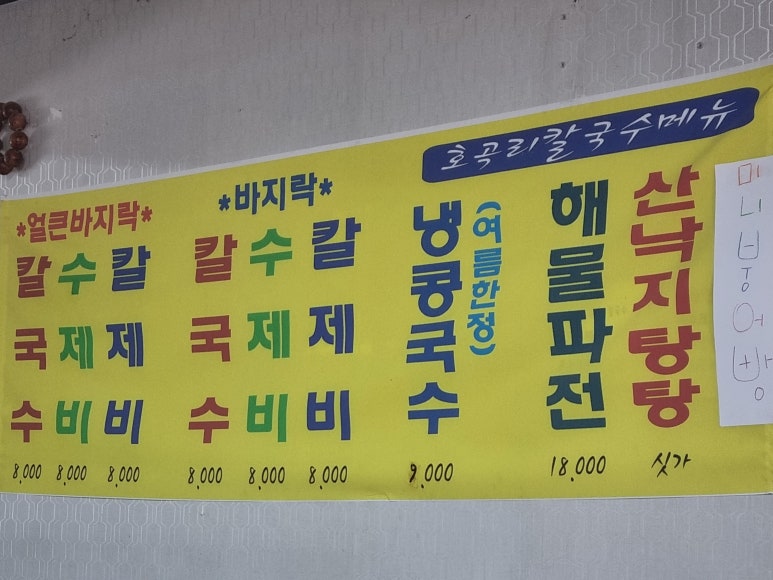 호곡리칼국수메뉴
*얼큰바지락*
칼국수
8,000
수제비
8,000
칼제비
8,000
*바지락*
칼국수
8,000
수제비
8,000
칼제비
8,000
냉콩국수
(여름한정)
9,000
해물파전
18,000
산낙지탕탕
싯가
미니붕어빵